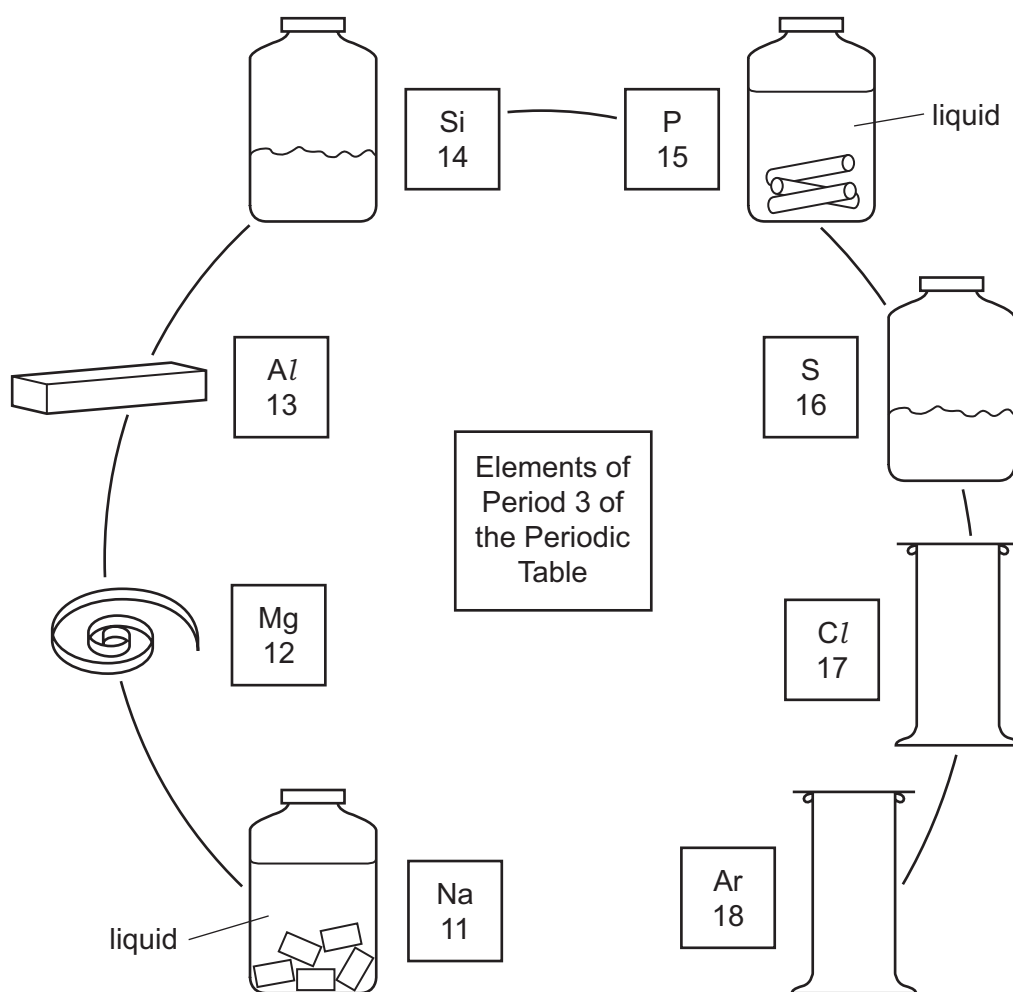 Si
14
P
15
liquid
Al
13
S
16
Elements of
Period 3 of
the Periodic
Table
Mg
12
Cl
17
Na
11
liquid
Ar
18